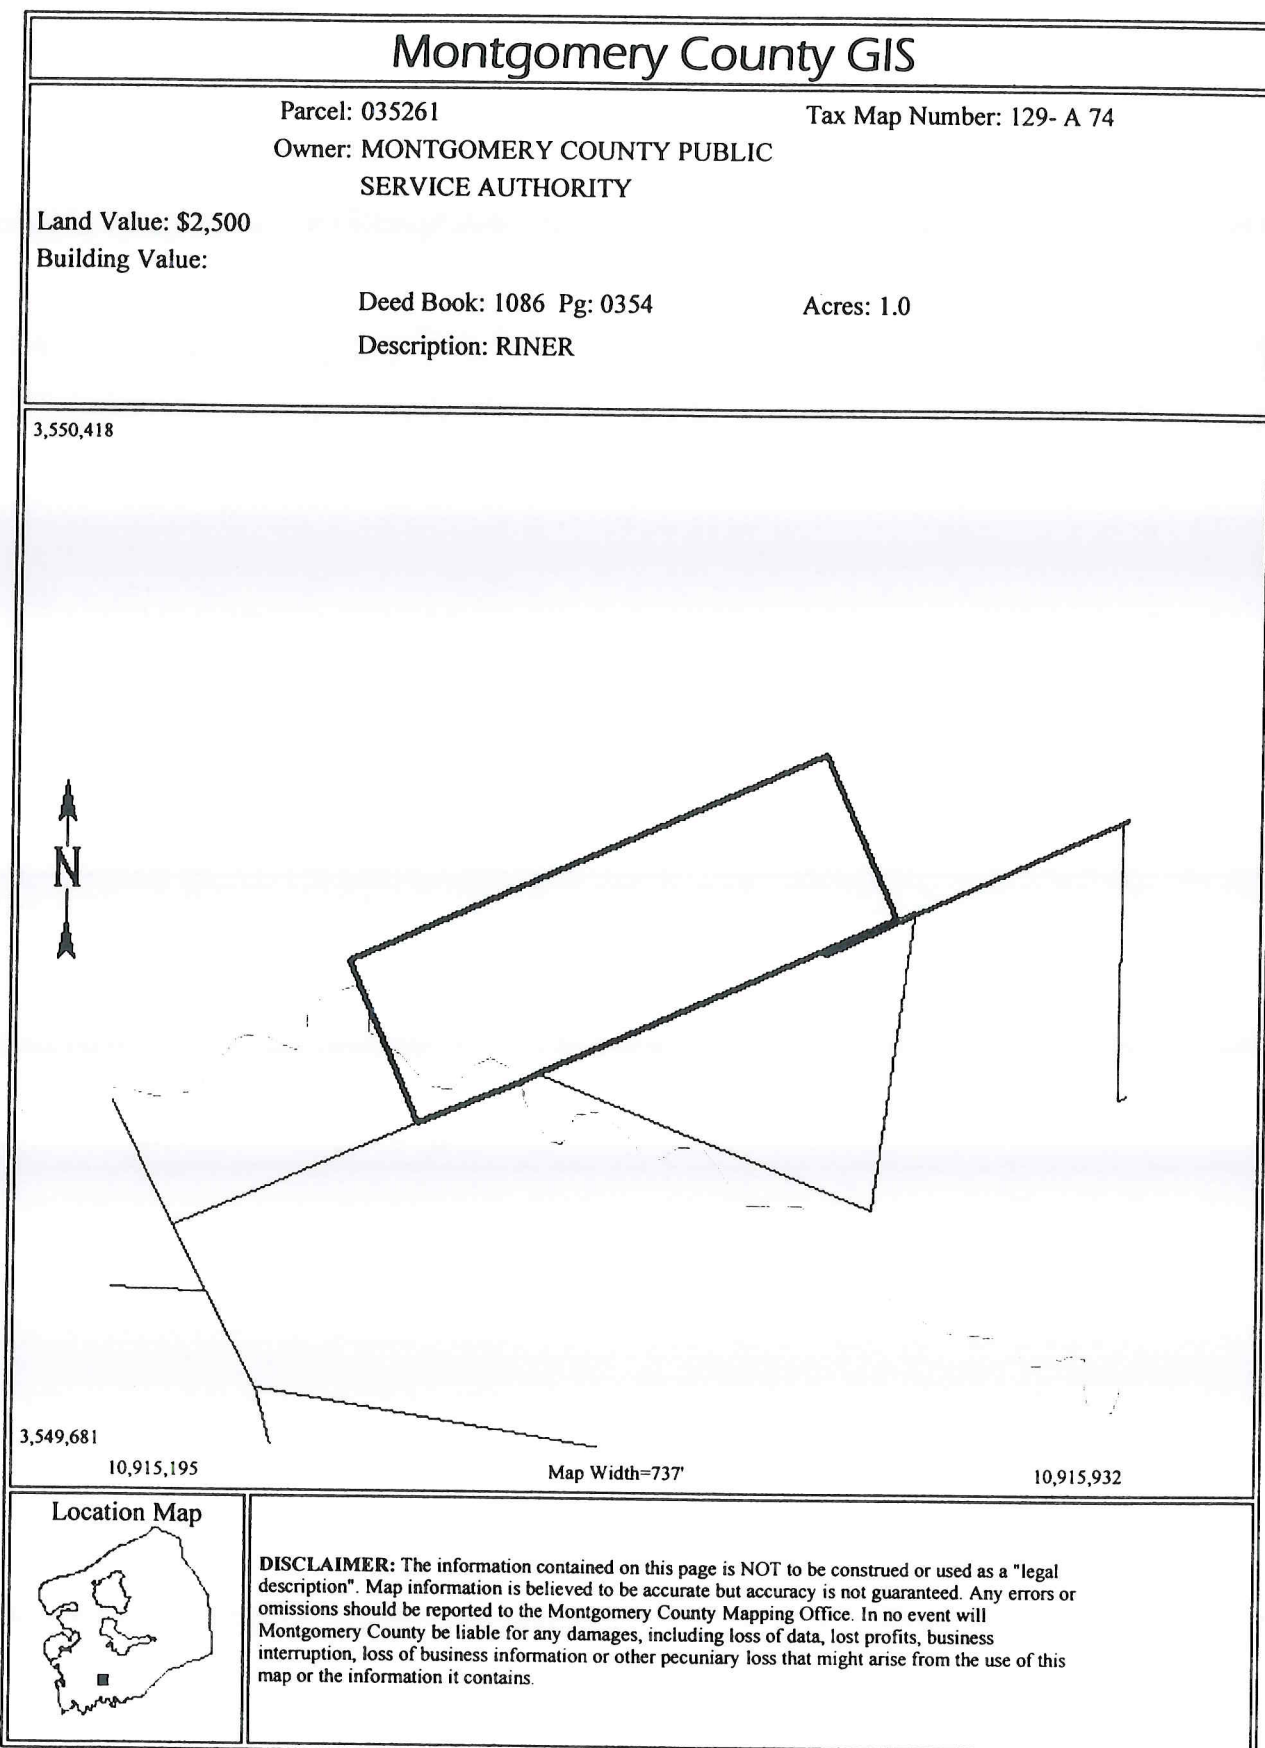 Montgomery County GIS
Parcel: 035261
Tax Map Number: 129- A 74
Owner: MONTGOMERY COUNTY PUBLIC
SERVICE AUTHORITY
Land Value: $2,500
Building Value:
Deed Book: 1086 Pg: 0354
Acres: 1.0
Description: RINER
3,550,418
N
3,549,681
10,915,195
Map Width=737'
10,915,932
Location Map
DISCLAIMER: The information contained on this page is NOT to be construed or used as a "legal
description". Map information is believed to be accurate but accuracy is not guaranteed. Any errors or
omissions should be reported to the Montgomery County Mapping Office. In no event will
Montgomery County be liable for any damages, including loss of data, lost profits, business
interruption, loss of business information or other pecuniary loss that might arise from the use of this
map or the information it contains.